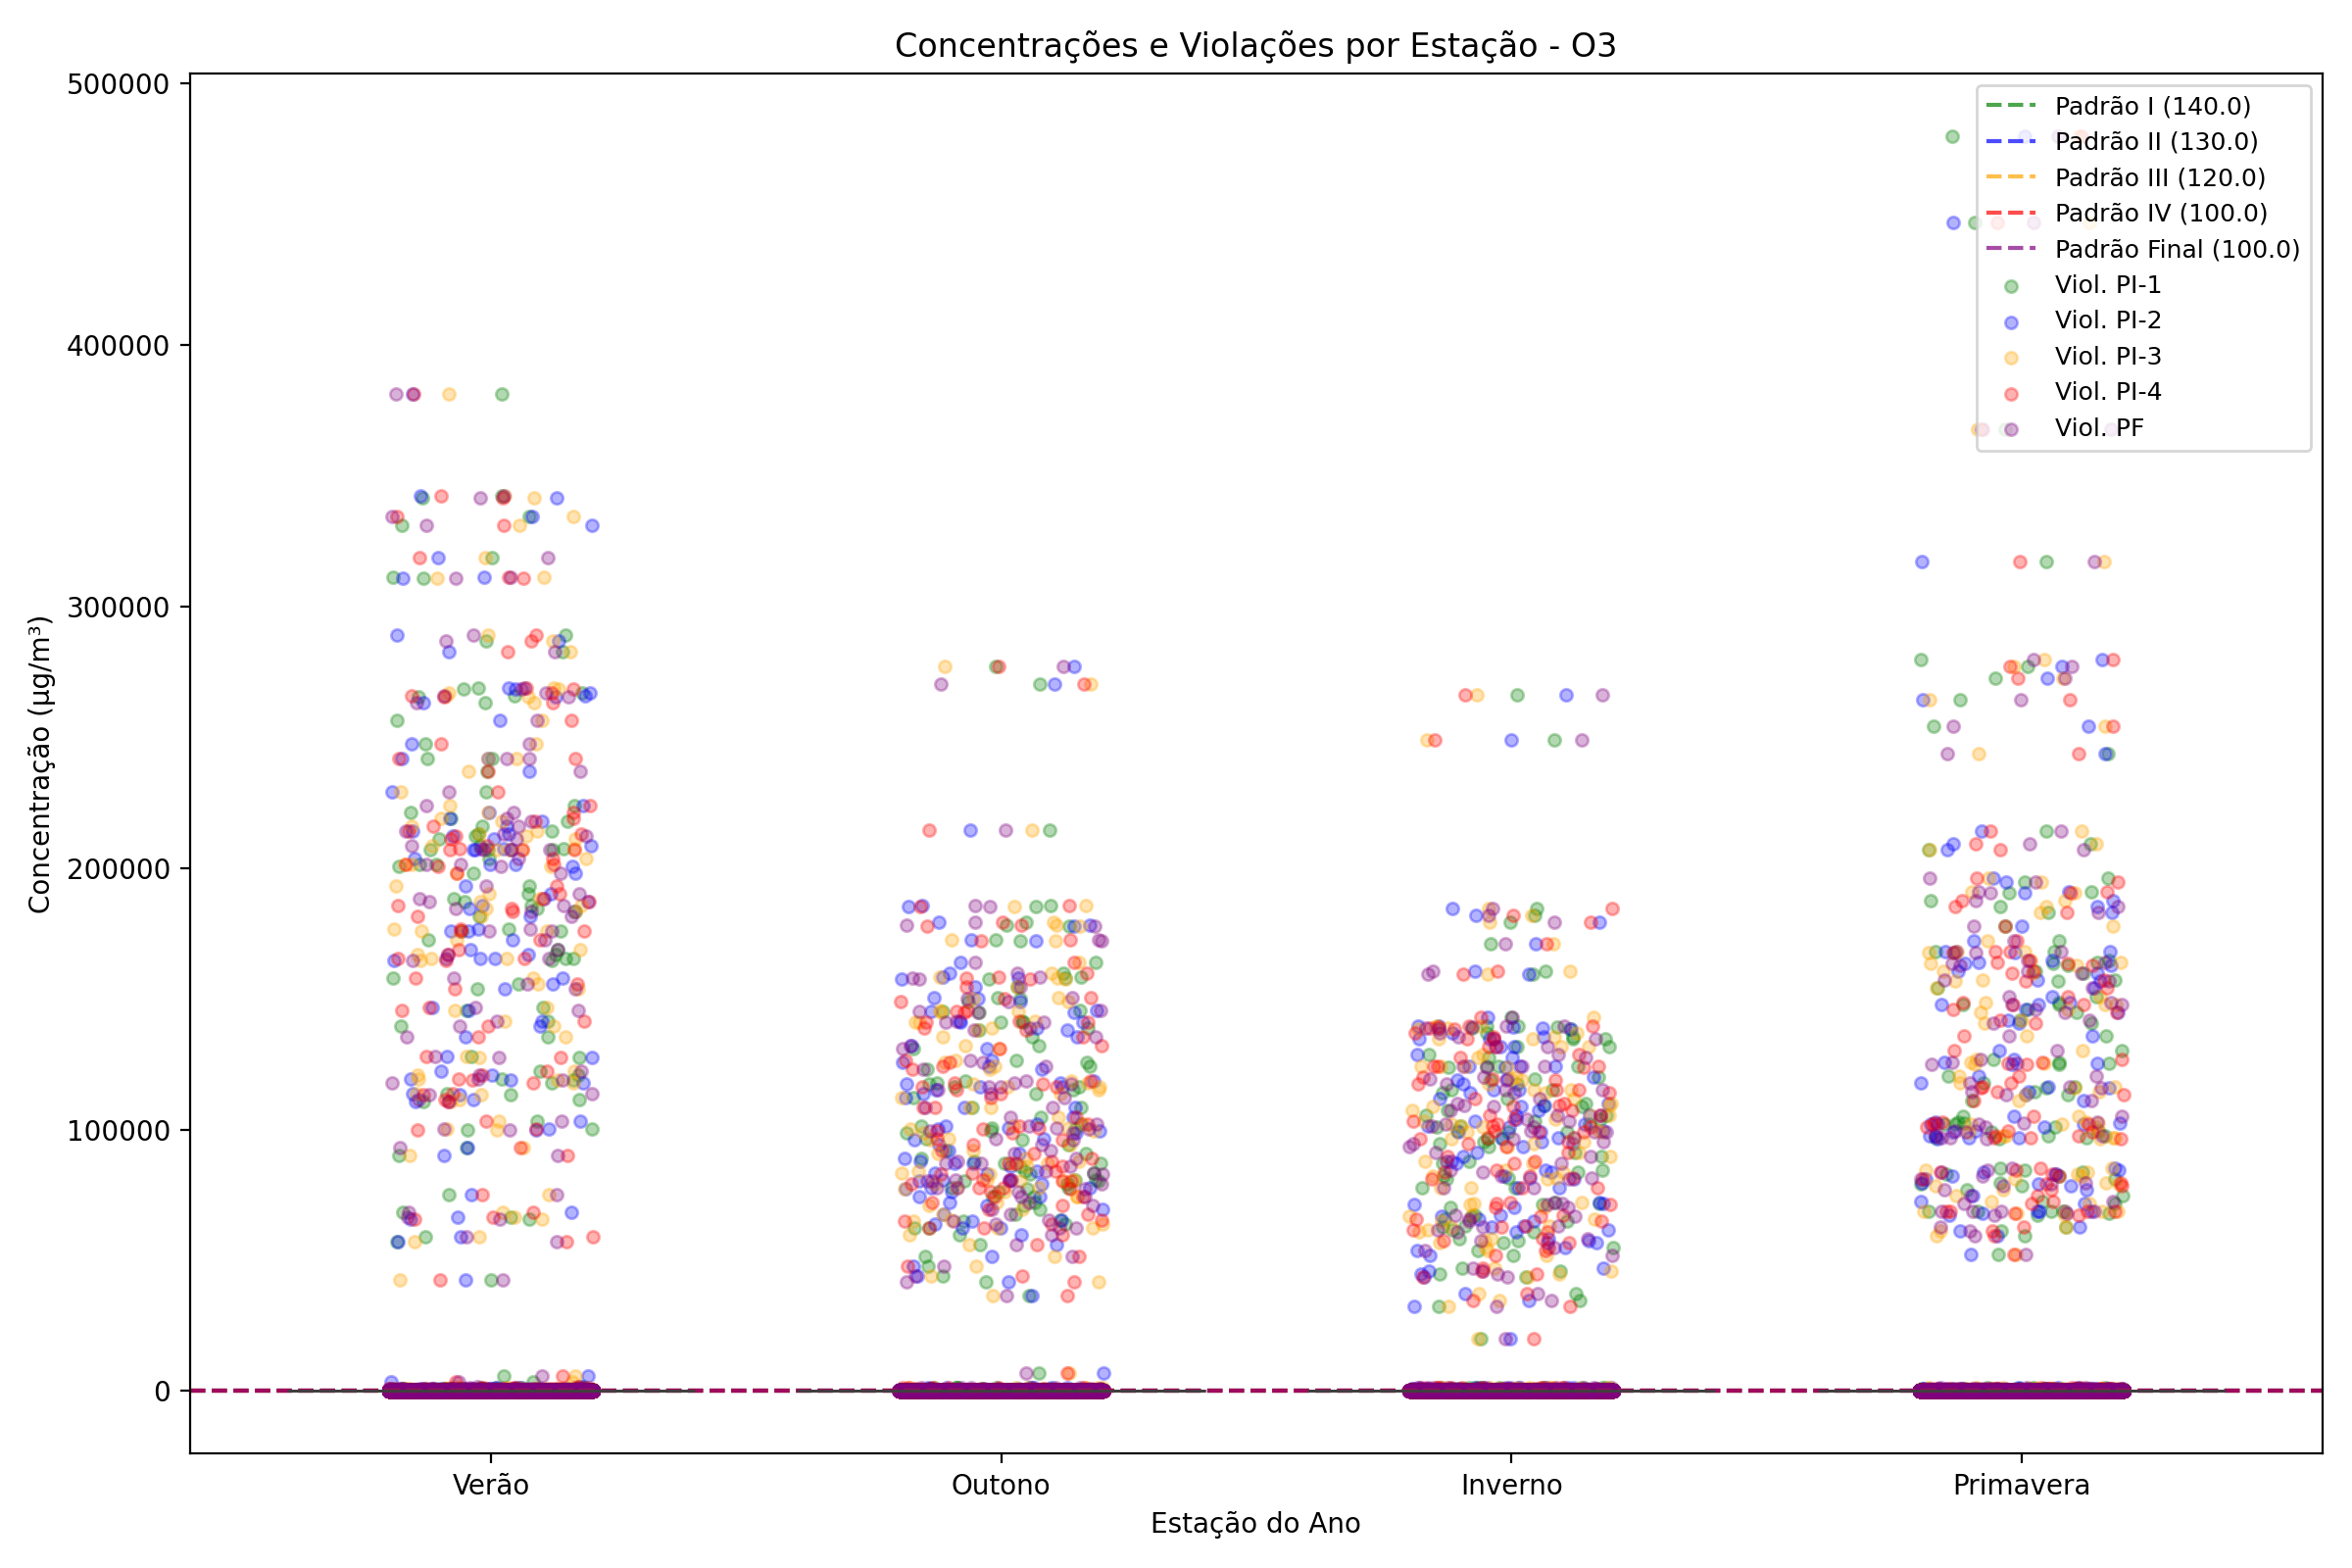 Concentrações e Violações por Estação - O3
Concentração (µg/m³)
500000
400000
300000
200000
100000
0
Padrão I (140.0)
Padrão II (130.0)
Padrão III (120.0)
Padrão IV (100.0)
Padrão Final (100.0)
Viol. PI-1
Viol. PI-2
Viol. PI-3
Viol. PI-4
Viol. PF
Verão
Outono
Inverno
Primavera
Estação do Ano